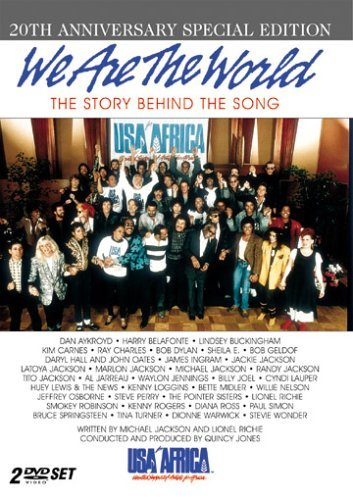 20TH ANNIVERSARY SPECIAL EDITION
We Are The World
THE STORY BEHIND THE SONG
USA for AFRICA
DAN AYKROYD • HARRY BELAFONTE • LINDSEY BUCKINGHAM
KIM CARNES • RAY CHARLES • BOB DYLAN • SHEILA E. • BOB GELDOF
DARYL HALL AND JOHN OATES • JAMES INGRAM • JACKIE JACKSON
LATOYA JACKSON • MARLON JACKSON • MICHAEL JACKSON • RANDY JACKSON
TITO JACKSON • AL JARREAU • WAYLON JENNINGS • BILLY JOEL • CYNDI LAUPER
HUEY LEWIS & THE NEWS • KENNY LOGGINS • BETTE MIDLER • WILLIE NELSON
JEFFREY OSBORNE • STEVE PERRY • THE POINTER SISTERS • LIONEL RICHIE
SMOKEY ROBINSON • KENNY ROGERS • DIANA ROSS • PAUL SIMON
BRUCE SPRINGSTEEN • TINA TURNER • DIONNE WARWICK • STEVIE WONDER
WRITTEN BY MICHAEL JACKSON AND LIONEL RICHIE
CONDUCTED AND PRODUCED BY QUINCY JONES
2 DVD VIDEO SET
USA for AFRICA